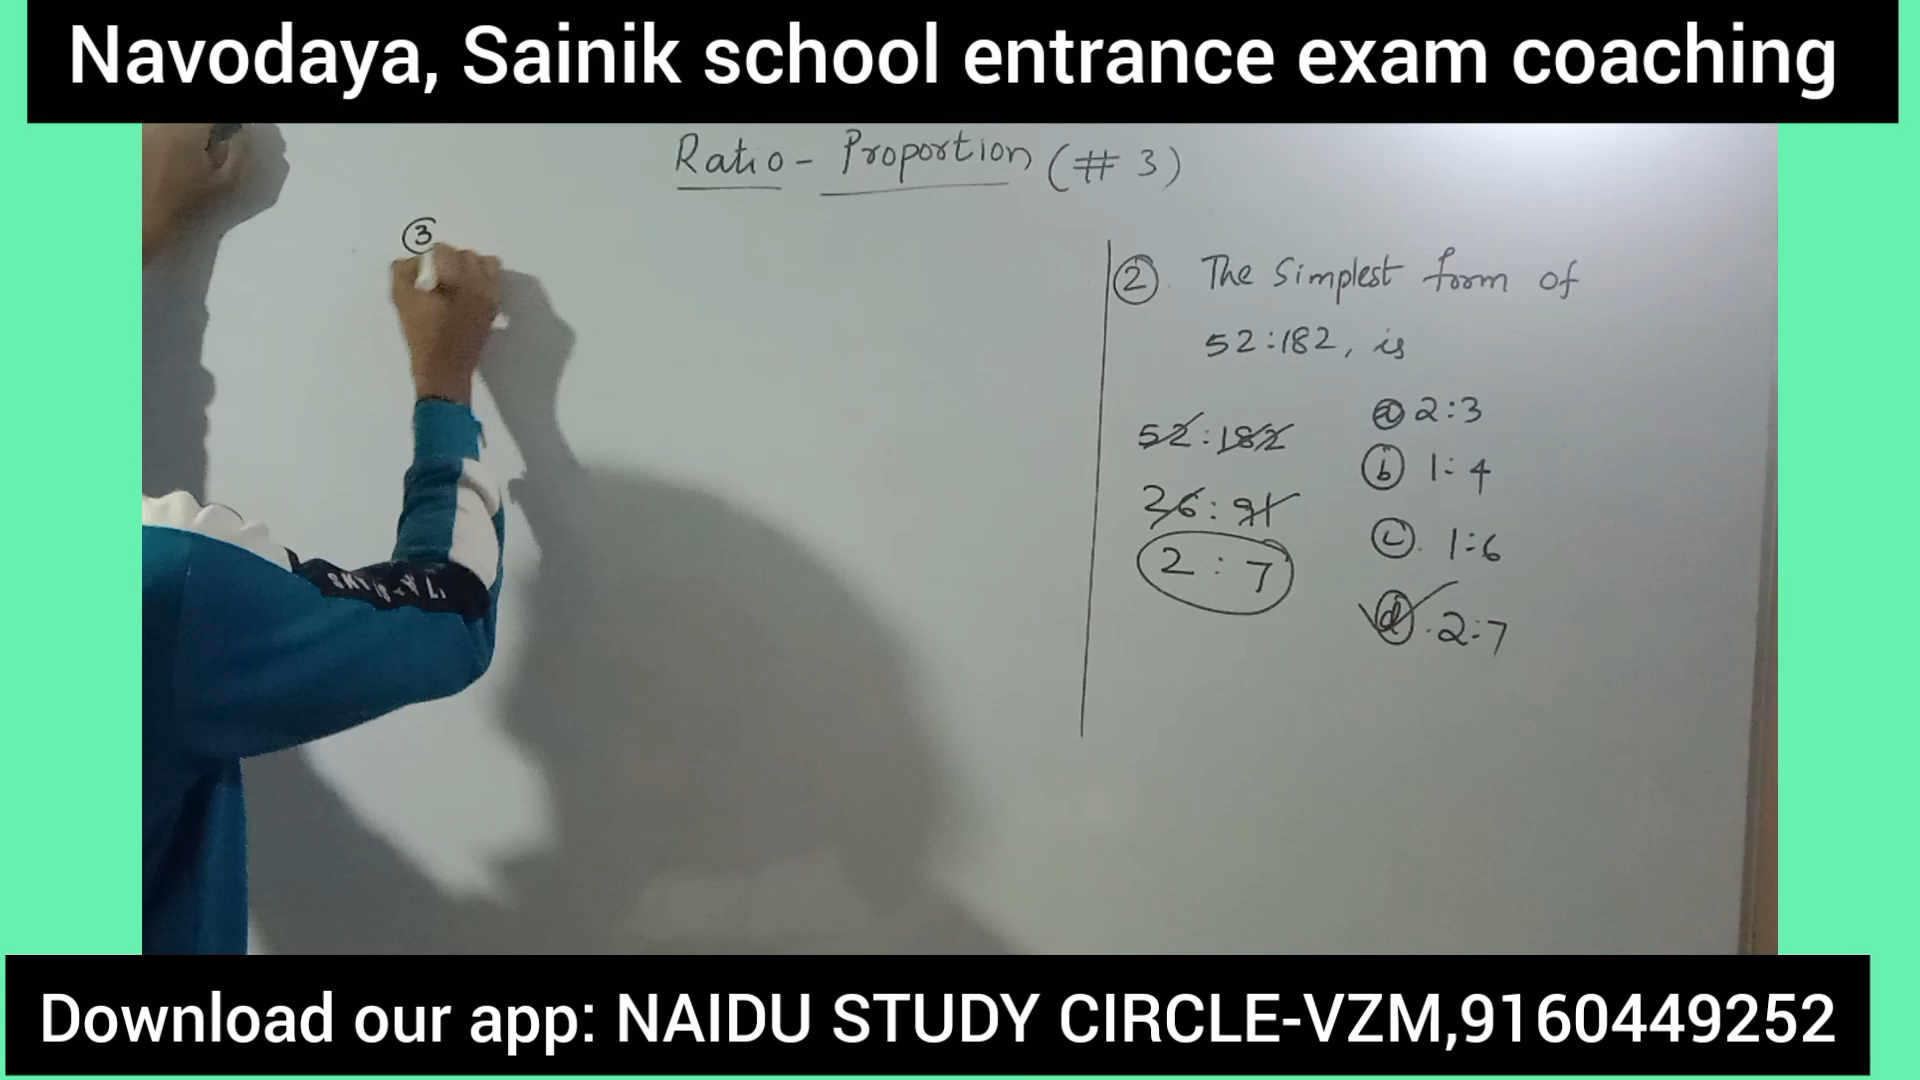 Navodaya, Sainik school entrance exam coaching
Ratio - Proportion (# 3)
③
② The Simplest form of
52:182, is
52:182
26:91
2:7
ⓐ 2:3
ⓑ 1:4
ⓒ. 1:6
ⓓ. 2:7
Download our app: NAIDU STUDY CIRCLE-VZM,9160449252